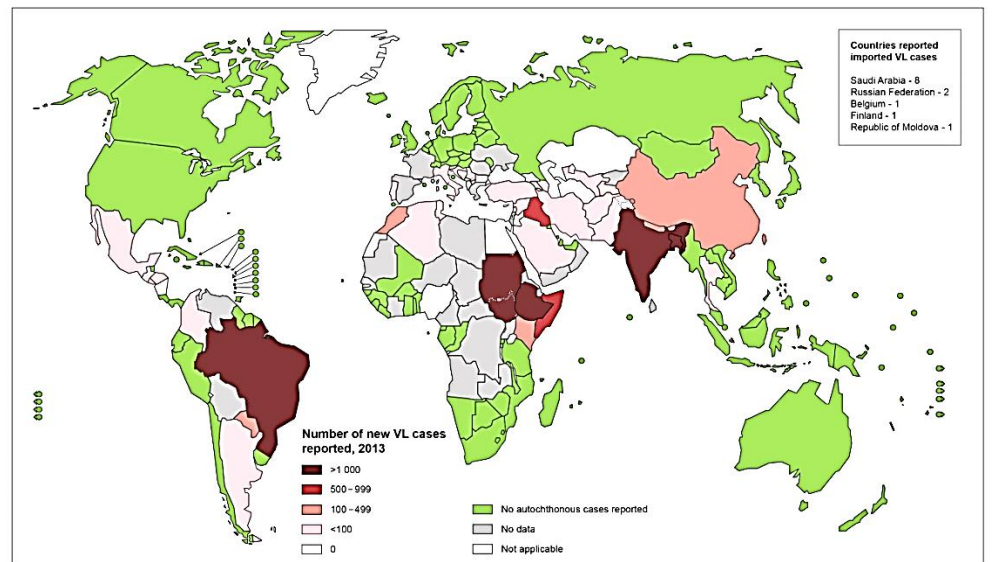 Countries reported
imported VL cases
Saudi Arabia - 8
Russian Federation - 2
Belgium - 1
Finland - 1
Republic of Moldova - 1
Number of new VL cases
reported, 2013
>1 000
500 – 999
100 – 499
<100
0
No autochthonous cases reported
No data
Not applicable